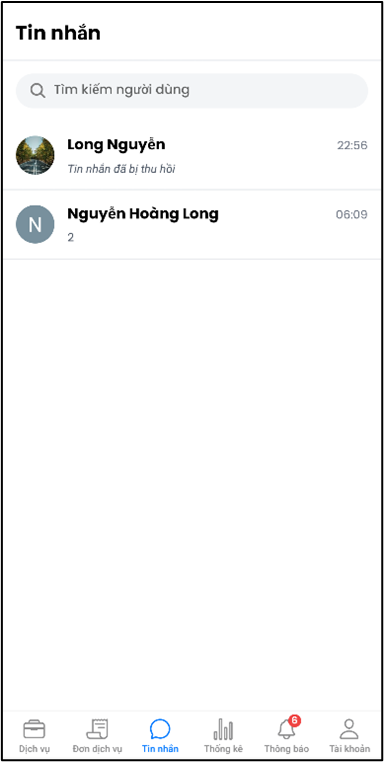 Tin nhắn
Tìm kiếm người dùng
Long Nguyễn 22:56
Tin nhắn đã bị thu hồi
N
Nguyễn Hoàng Long 06:09
2
6
Dịch vụ Đơn dịch vụ Tin nhắn Thống kê Thông báo Tài khoản